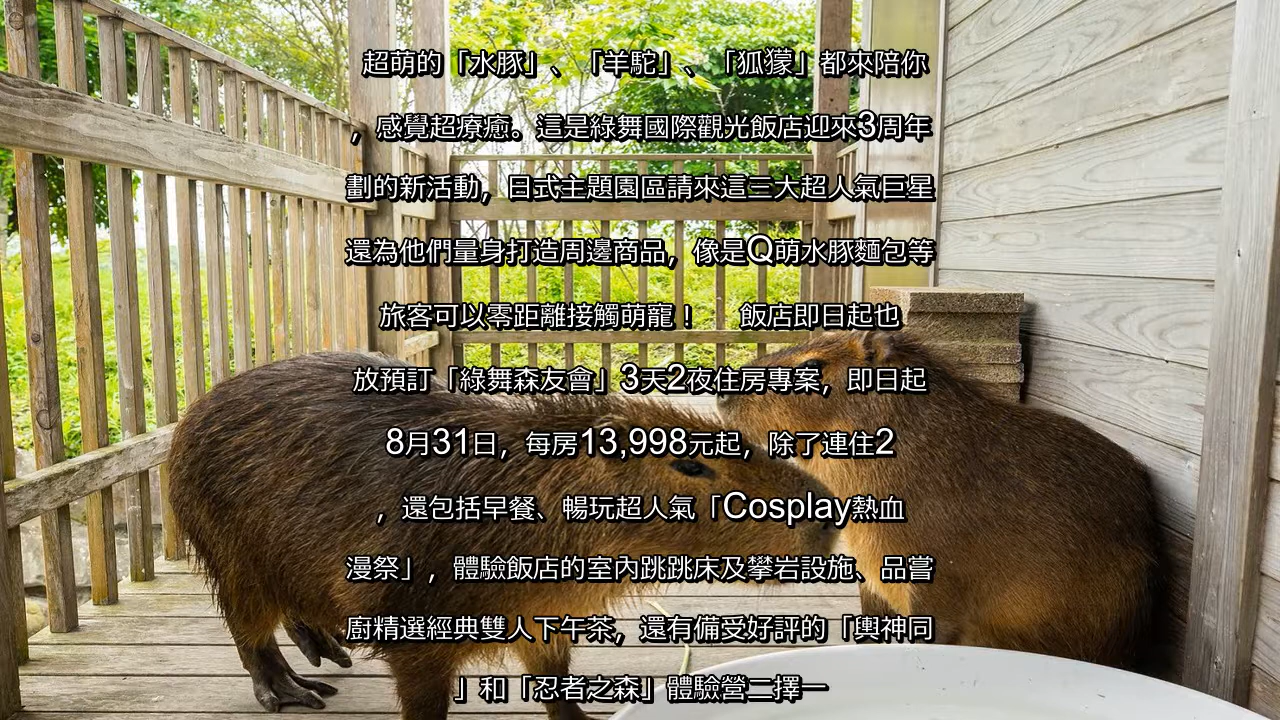 超萌的「水豚」、「羊駝」、「狐獴」都來陪你
，感覺超療癒。這是綠舞國際觀光飯店迎來3周年
劃的新活動，日式主題園區請來這三大超人氣巨星
還為他們量身打造周邊商品，像是Q萌水豚麵包等
旅客可以零距離接觸萌寵！ 飯店即日起也
放預訂「綠舞森友會」3天2夜住房專案，即日起
8月31日，每房13,998元起，除了連住2
，還包括早餐、暢玩超人氣「Cosplay熱血
漫祭」，體驗飯店的室內跳跳床及攀岩設施、品嘗
廚精選經典雙人下午茶，還有備受好評的「輿神同
」和「忍者之森」體驗營二擇一